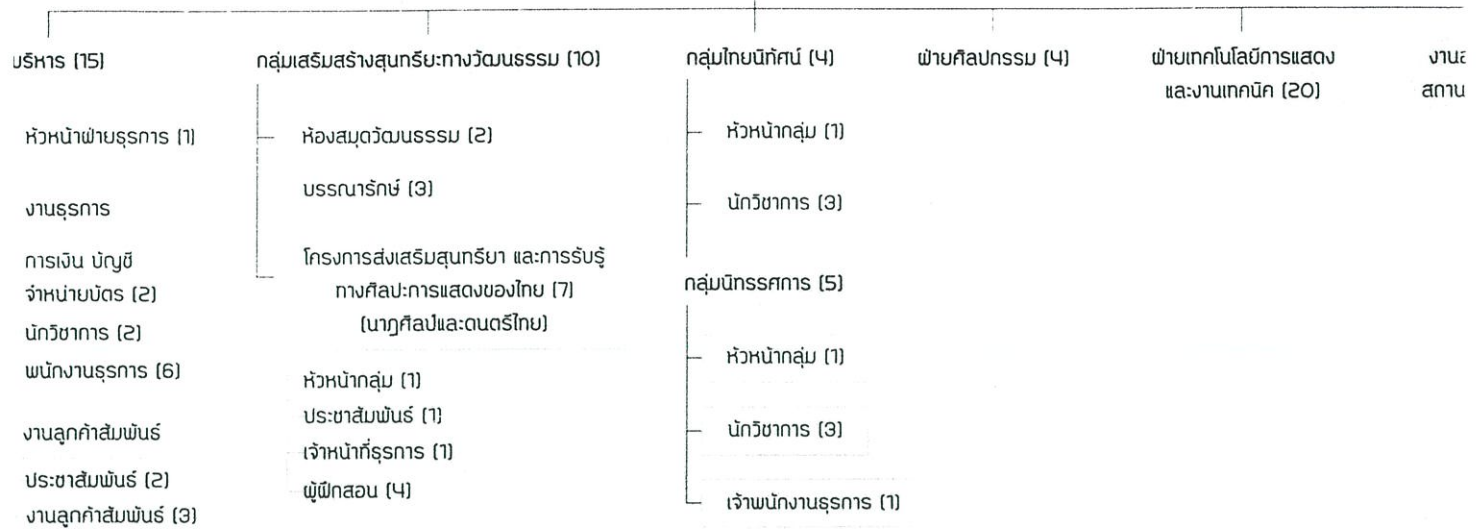 บริหาร (15)
หัวหน้าฝ่ายธุรการ (1)
งานธุรการ
การเงิน บัญชี
จำหน่ายบัตร (2)
นักวิชาการ (2)
พนักงานธุรการ (6)
งานลูกค้าสัมพันธ์
ประชาสัมพันธ์ (2)
งานลูกค้าสัมพันธ์ (3)
กลุ่มเสริมสร้างสุนทรียะทางวัฒนธรรม (10)
ห้องสมุดวัฒนธรรม (2)
บรรณารักษ์ (3)
โครงการส่งเสริมสุนทรียา และการรับรู้
ทางศิลปะการแสดงของไทย (7)
(นาฏศิลป์และดนตรีไทย)
หัวหน้ากลุ่ม (1)
ประชาสัมพันธ์ (1)
เจ้าหน้าที่ธุรการ (1)
ผู้ฝึกสอน (4)
กลุ่มไทยนิทัศน์ (4)
หัวหน้ากลุ่ม (1)
นักวิชาการ (3)
กลุ่มนิทรรศการ (5)
หัวหน้ากลุ่ม (1)
นักวิชาการ (3)
เจ้าพนักงานธุรการ (1)
ฝ่ายศิลปกรรม (4)
ฝ่ายเทคโนโลยีการแสดง
และงานเทคนิค (20)
งาน
สถาน